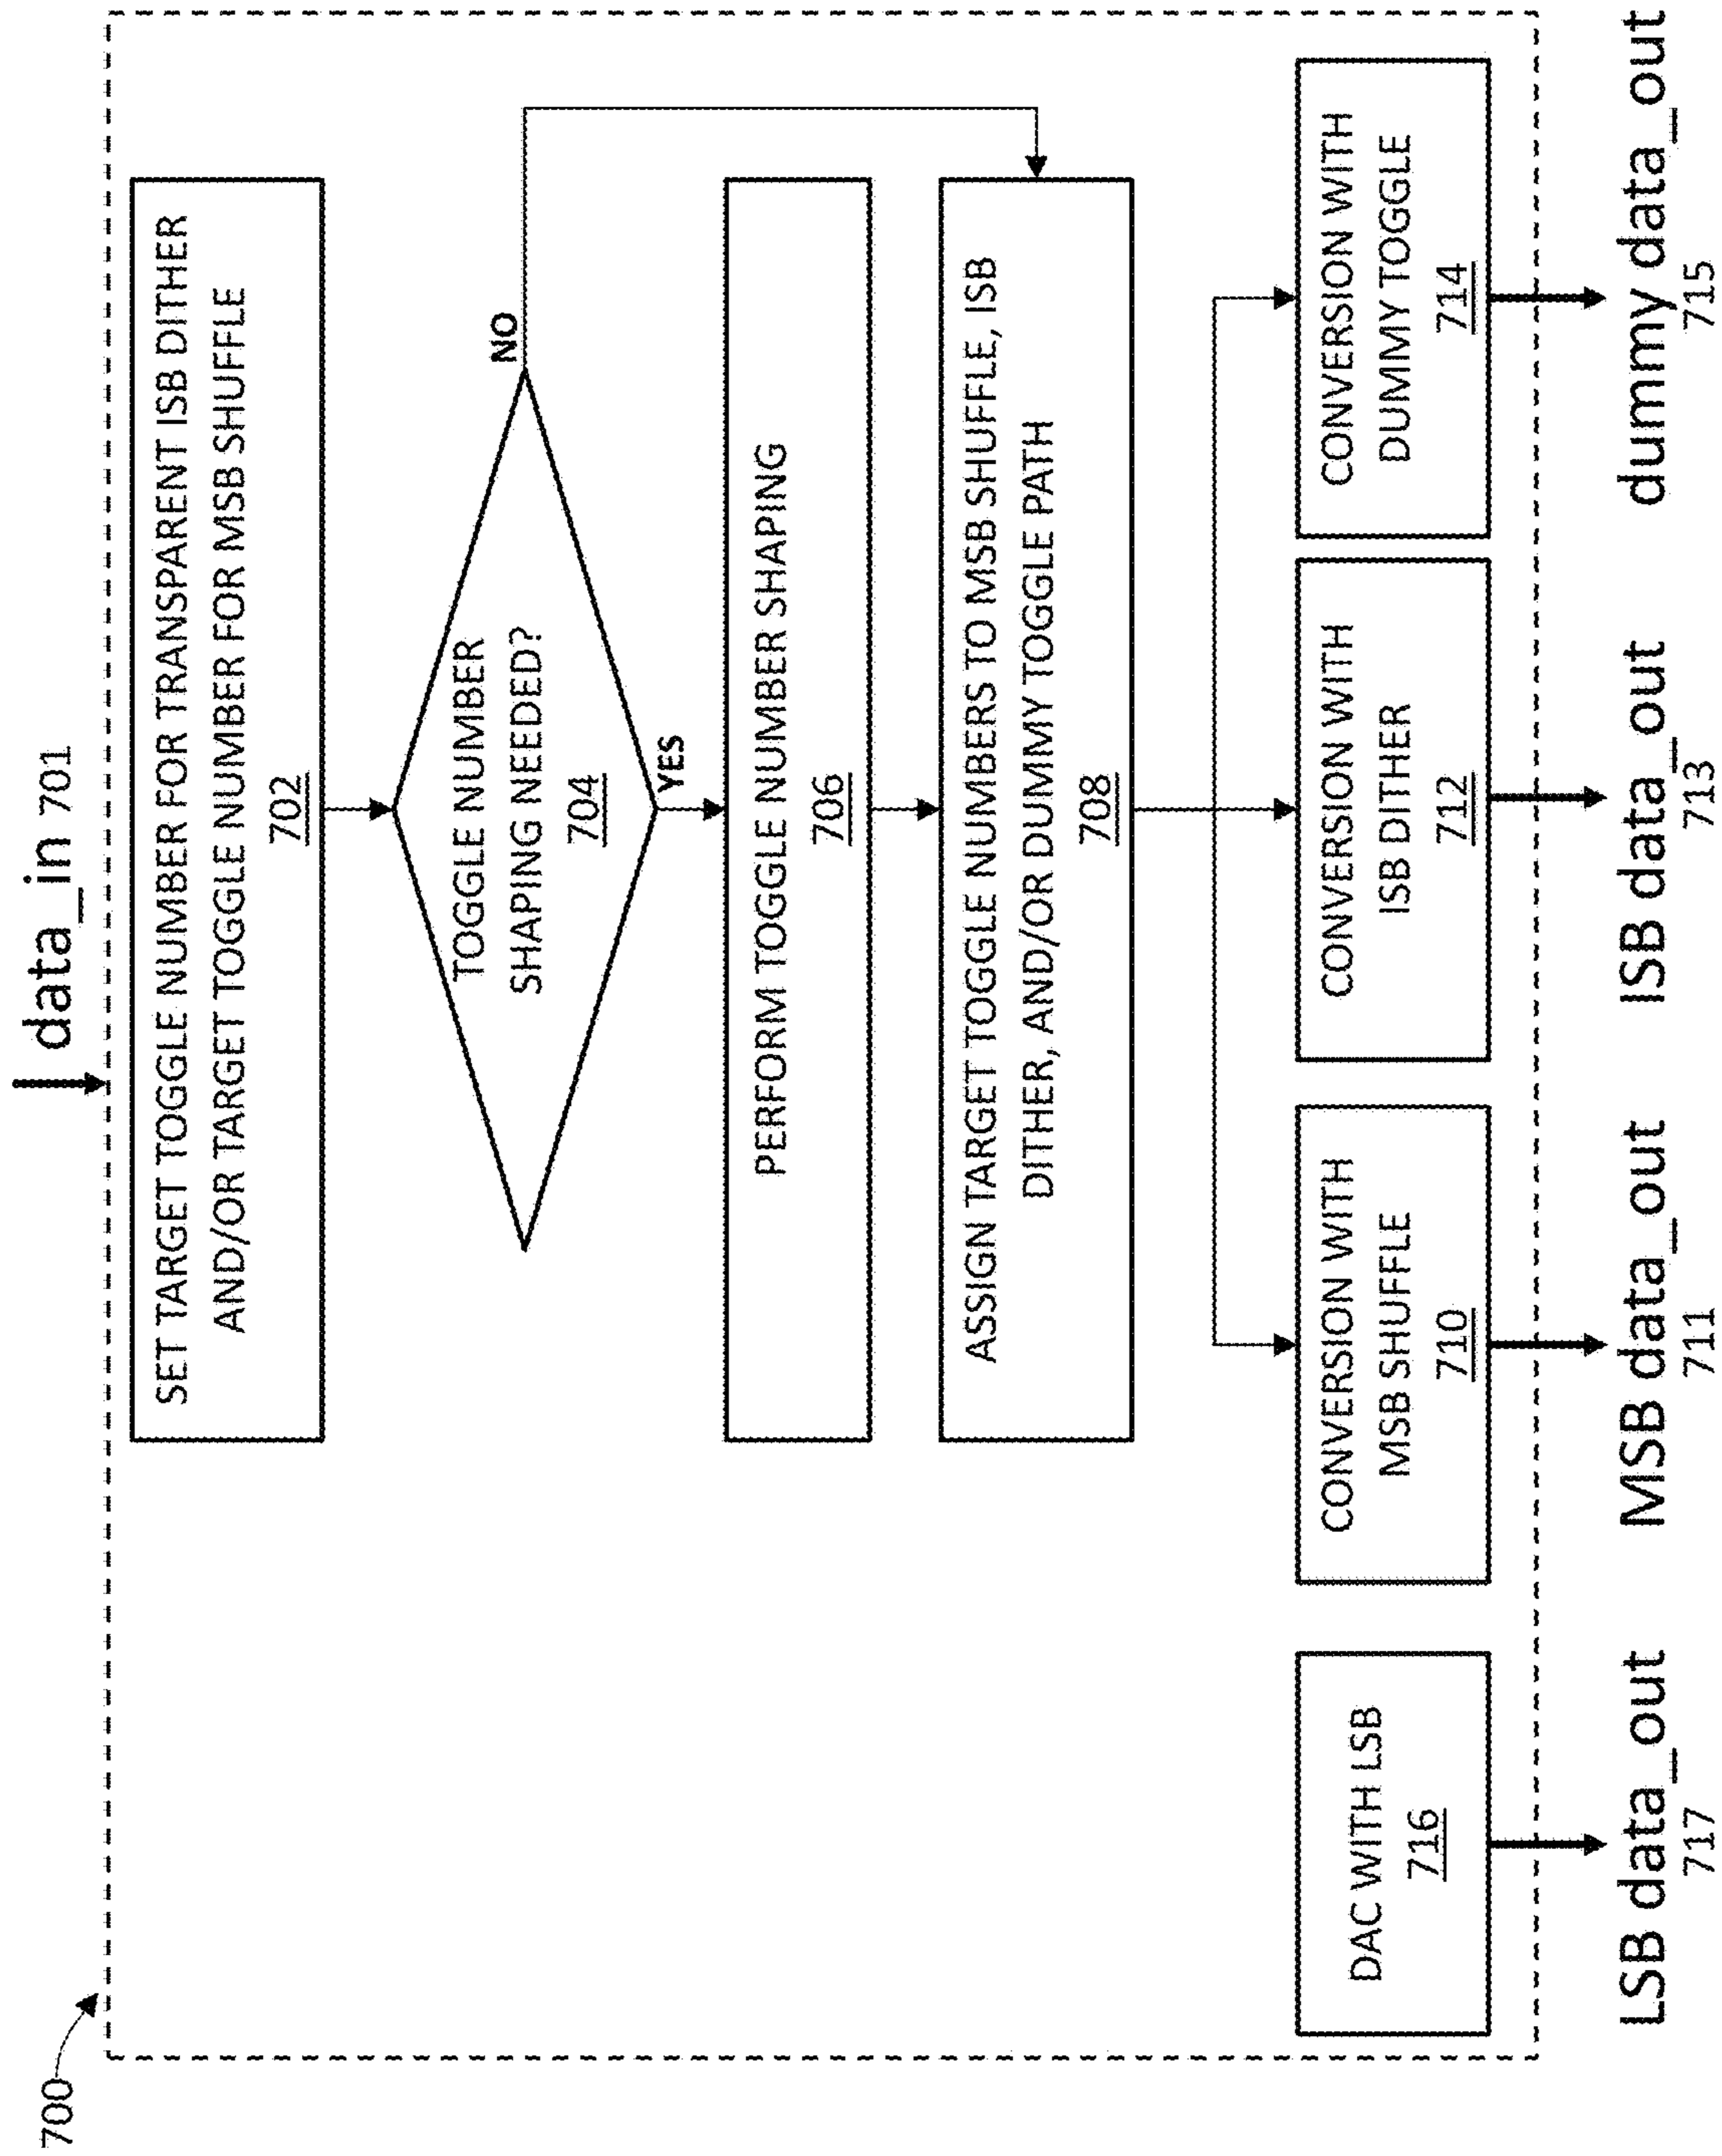 700
data_in 701
SET TARGET TOGGLE NUMBER FOR TRANSPARENT ISB DITHER
AND/OR TARGET TOGGLE NUMBER FOR MSB SHUFFLE
702
TOGGLE NUMBER
SHAPING NEEDED?
704
NO
YES
PERFORM TOGGLE NUMBER SHAPING
706
ASSIGN TARGET TOGGLE NUMBERS TO MSB SHUFFLE, ISB
DITHER, AND/OR DUMMY TOGGLE PATH
708
DAC WITH LSB
716
CONVERSION WITH
MSB SHUFFLE
710
CONVERSION WITH
ISB DITHER
712
CONVERSION WITH
DUMMY TOGGLE
714
LSB data_out
717
MSB data_out
711
ISB data_out
713
dummy data_out
715